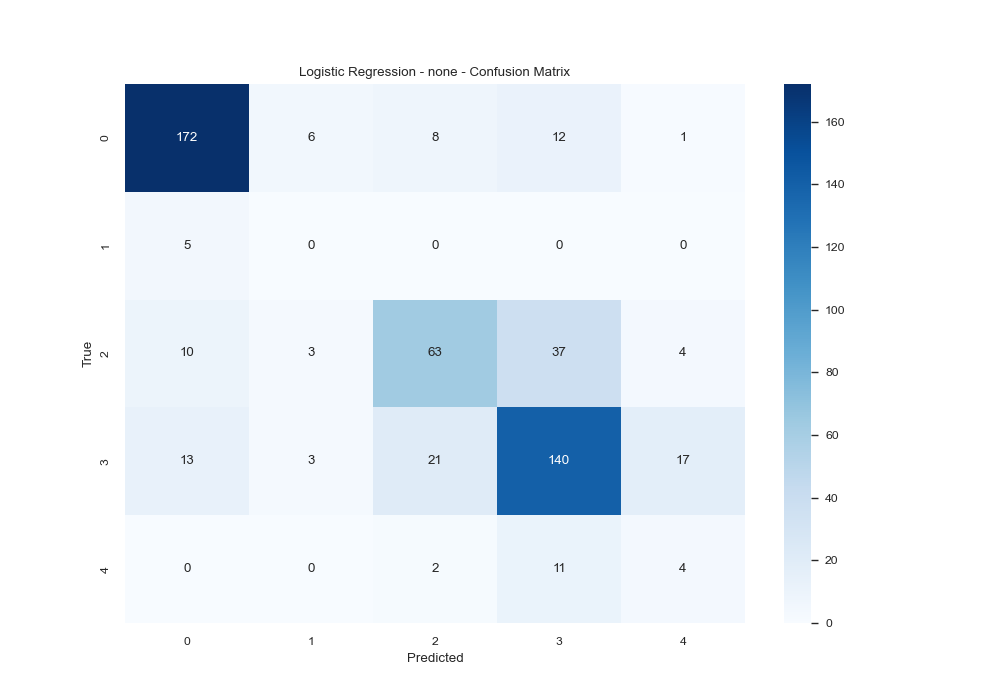 Logistic Regression - none - Confusion Matrix
0 172 6 8 12 1
1 5 0 0 0 0
2 10 3 63 37 4
3 13 3 21 140 17
4 0 0 2 11 4
0 1 2 3 4
True
Predicted
160
140
120
100
80
60
40
20
0